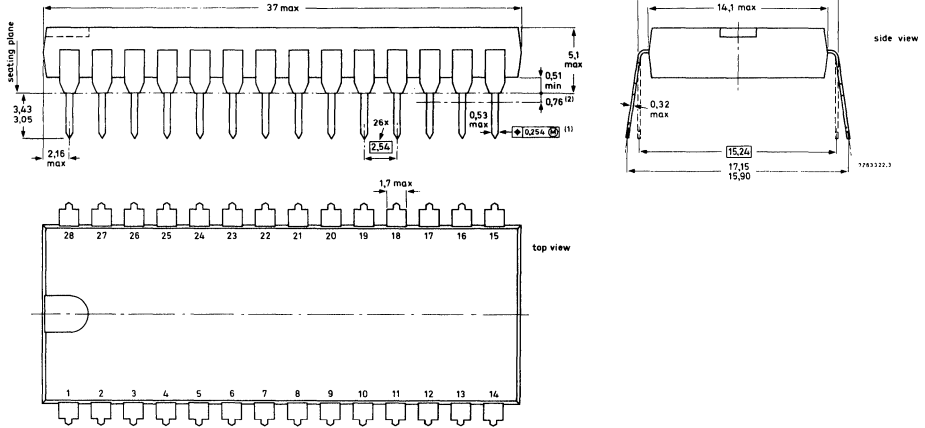 37 max
14,1 max
side view
seating plane
5,1
max
0,51
min
0,76 (2)
3,43
3,05
0,53
max
0,254 M (1)
26x
2,54
2,16
max
0,32
max
15,24
17,15
15,90
7Z83322.3
1,7 max
28 27 26 25 24 23 22 21 20 19 18 17 16 15
top view
1 2 3 4 5 6 7 8 9 10 11 12 13 14